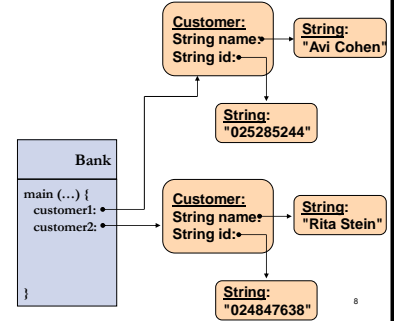 Customer:
String name:
String id:
String:
"Avi Cohen"
String:
"025285244"
Bank
main (…) {
customer1:
customer2:
}
Customer:
String name:
String id:
String:
"Rita Stein"
String:
"024847638"
8